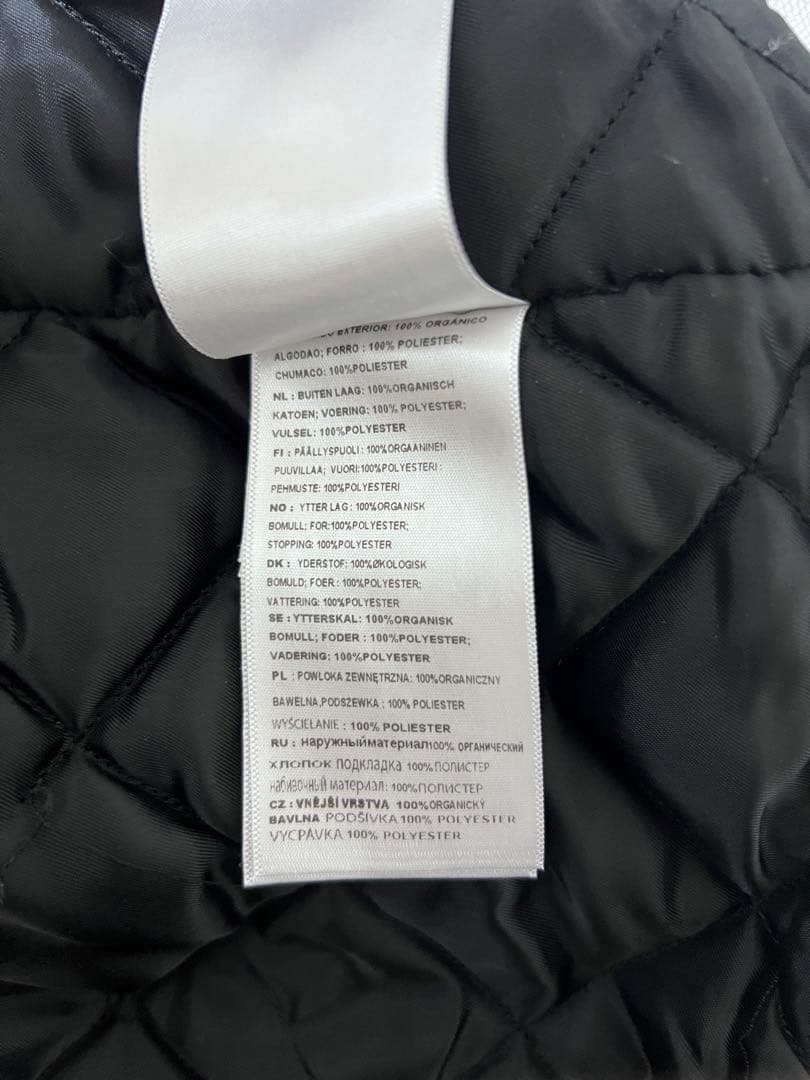 EXTERIOR: 100% ORGÁNICO
ALGODAO; FORRO : 100% POLIESTER;
CHUMACO: 100%POLIESTER
NL : BUITEN LAAG: 100%ORGANISCH
KATOEN; VOERING: 100% POLYESTER;
VULSEL: 100%POLYESTER
FI : PÄÄLLYSPUOLI: 100%ORGAANINEN
PUUVILLAA; VUORI:100%POLYESTERI ;
PEHMUSTE: 100%POLYESTERI
NO : YTTER LAG : 100%ORGANISK
BOMULL; FOR:100%POLYESTER;
STOPPING: 100%POLYESTER
DK : YDERSTOF: 100%ØKOLOGISK
BOMULD; FOER : 100%POLYESTER;
VATTERING: 100%POLYESTER
SE : YTTERSKAL: 100%ORGANISK
BOMULL; FODER : 100%POLYESTER;
VADERING: 100%POLYESTER
PL : POWLOKA ZEWNĘTRZNA: 100%ORGANICZNY
BAWELNA,PODSZEWKA : 100% POLIESTER
WYŚCIEŁANIE : 100% POLIESTER
RU : наружныйматериал100% ОРГАНИЧЕСКИЙ
ХЛОПОК ПОДКЛАДКА 100%ПОЛИСТЕР
набивочный материал: 100%ПОЛИСТЕР
CZ : VNĚJŠÍ VRSTVA 100%ORGANICKÝ
BAVLNA PODŠÍVKA 100% POLYESTER
VYCPÁVKA 100% POLYESTER